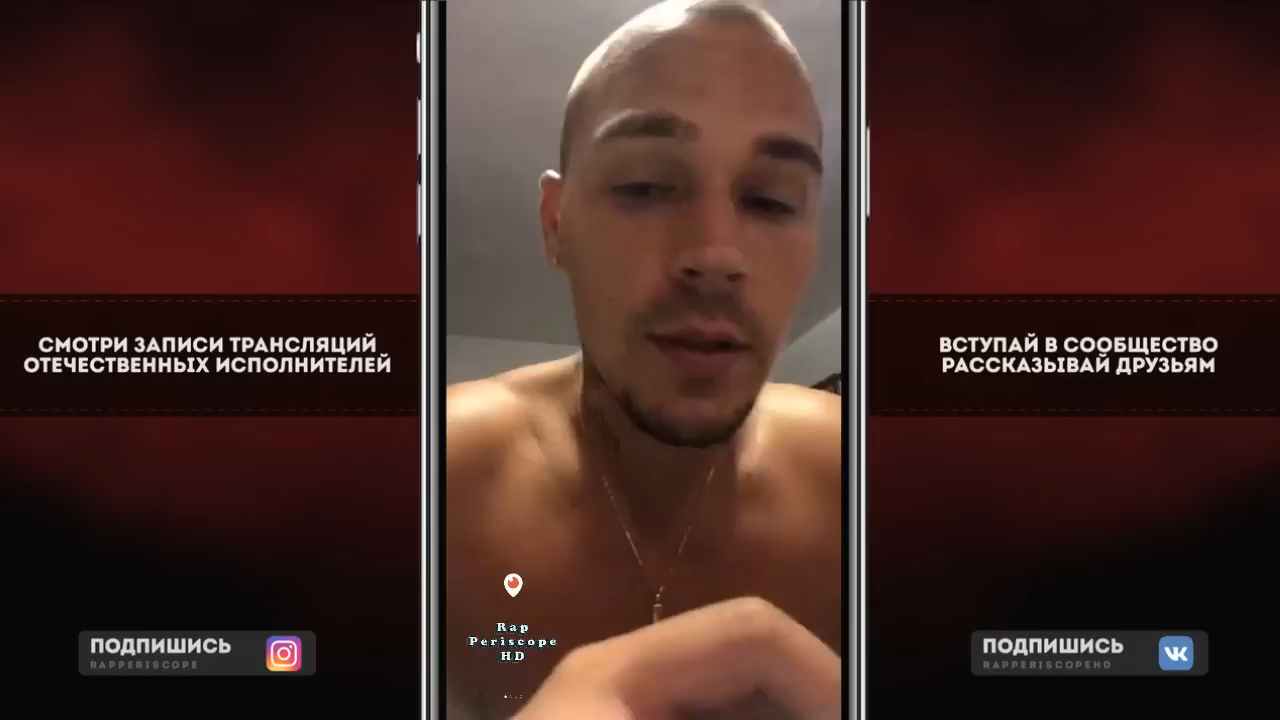 СМОТРИ ЗАПИСИ ТРАНСЛЯЦИЙ
ОТЕЧЕСТВЕННЫХ ИСПОЛНИТЕЛЕЙ
ПОДПИШИСЬ
RAPPERISCOPE
Rap
Periscope
HD
ВСТУПАЙ В СООБЩЕСТВО
РАССКАЗЫВАЙ ДРУЗЬЯМ
ПОДПИШИСЬ
RAPPERISCOPEHD